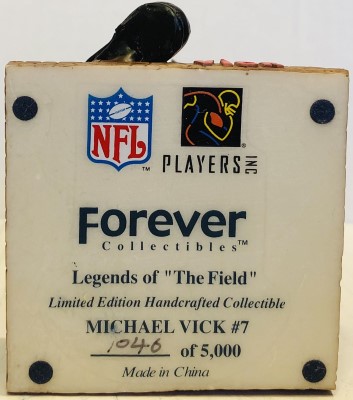 NFL
TM
PLAYERS INC
Forever
Collectibles™
Legends of "The Field"
Limited Edition Handcrafted Collectible
MICHAEL VICK #7
1046 of 5,000
Made in China